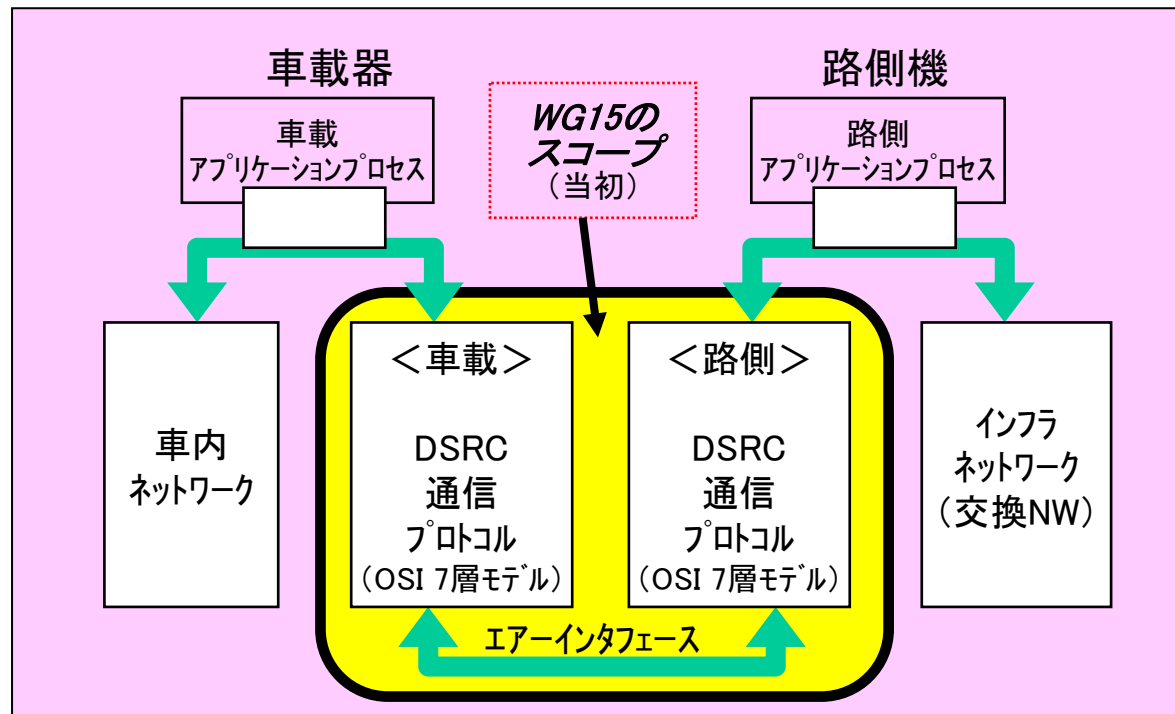 車載器
車載
アプリケーションプロセス
WG15の
スコープ
(当初)
路側機
路側
アプリケーションプロセス
車内
ネットワーク
<車載>
DSRC
通信
プロトコル
(OSI 7層モデル)
<路側>
DSRC
通信
プロトコル
(OSI 7層モデル)
インフラ
ネットワーク
(交換NW)
エアーインタフェース